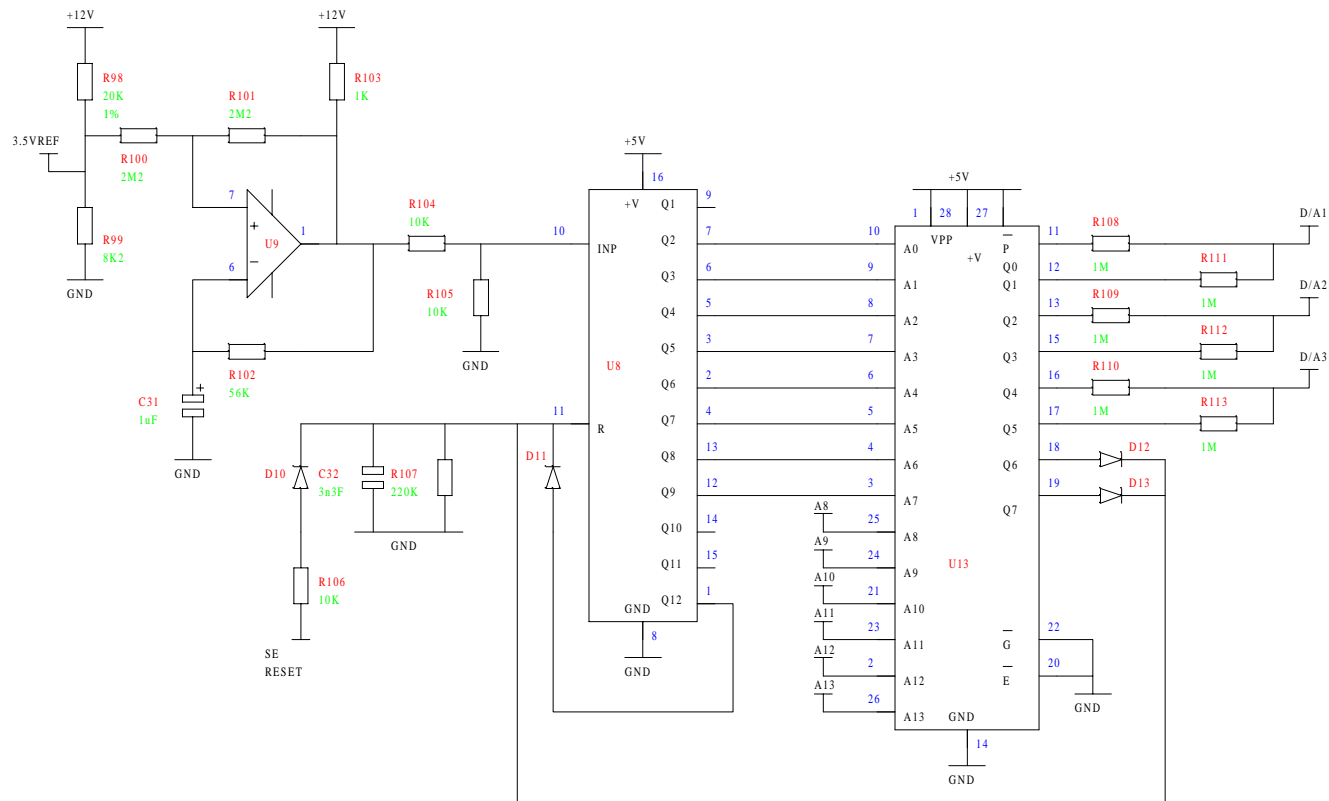 +12V
+12V
R98
20K
1%
R103
1K
R101
2M2
3.5VREF
R100
2M2
7
+
U9
1
6
−
R99
8K2
GND
R104
10K
R105
10K
GND
R102
56K
C31
1uF
+
GND
D10
C32
3n3F
R107
220K
GND
R106
10K
SE
RESET
D11
+5V
16
+V
10
INP
11
R
U8
Q1
9
Q2
7
Q3
6
Q4
5
Q5
3
Q6
2
Q7
4
Q8
13
Q9
12
Q10
14
Q11
15
Q12
1
GND
8
GND
+5V
1
28
27
VPP
+V
P
10
A0
9
A1
8
A2
7
A3
6
A4
5
A5
4
A6
3
A7
A8
25
A8
A9
24
A9
A10
21
A10
A11
23
A11
A12
2
A12
A13
26
A13
U13
11
Q0
12
Q1
13
Q2
15
Q3
16
Q4
17
Q5
18
Q6
19
Q7
22
G
20
E
GND
GND
14
GND
R108
1M
R111
1M
R109
1M
R112
1M
R110
1M
R113
1M
D12
D13
D/A1
D/A2
D/A3